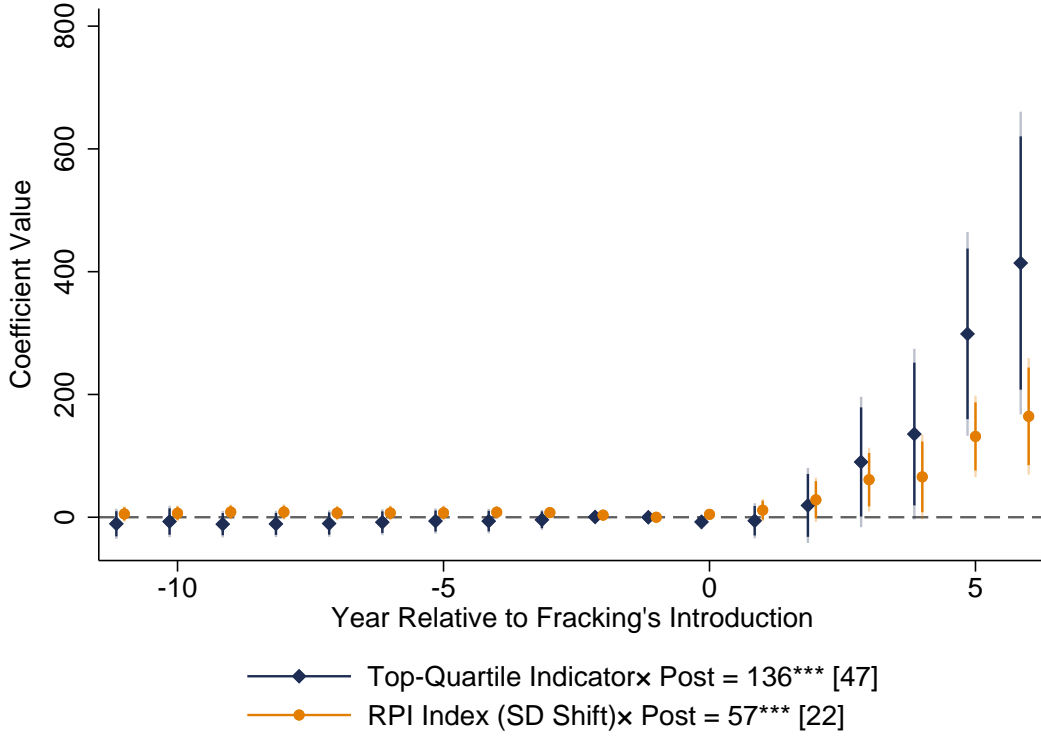 800
600
400
200
0
Coefficient Value
-10 -5 0 5
Year Relative to Fracking's Introduction
Top-Quartile Indicator× Post = 136*** [47]
RPI Index (SD Shift)× Post = 57*** [22]